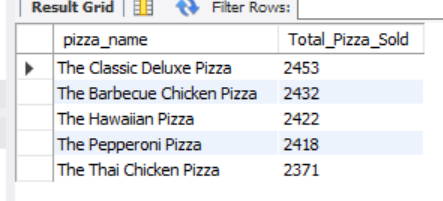 Result Grid Filter Rows:
pizza_name Total_Pizza_Sold
The Classic Deluxe Pizza 2453
The Barbecue Chicken Pizza 2432
The Hawaiian Pizza 2422
The Pepperoni Pizza 2418
The Thai Chicken Pizza 2371